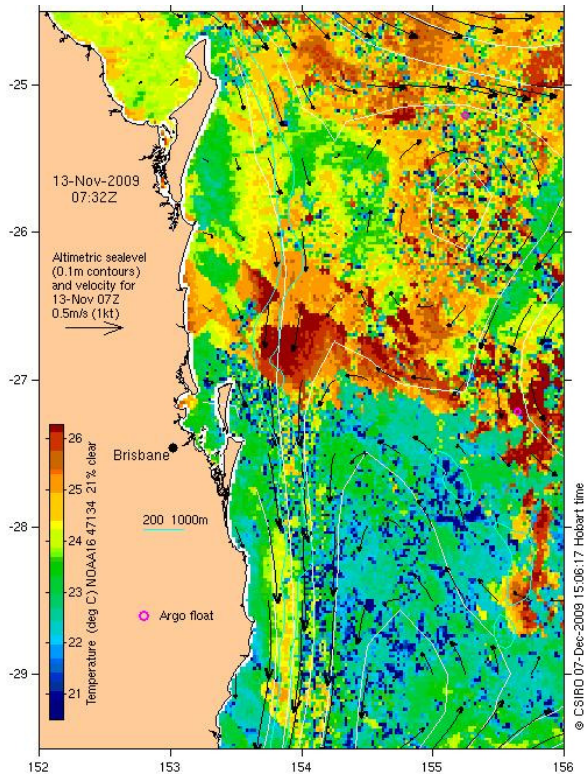 -25
13-Nov-2009
07:32Z
-26
Altimetric sealevel
(0.1m contours)
and velocity for
13-Nov 07Z
0.5m/s (1kt)
-27
26
25
24
23
22
21
Temperature (deg C) NOAA16 47134 21% clear
Brisbane
-28
200 1000m
Argo float
-29
152
153
154
155
156
© CSIRO 07-Dec-2009 15:06:17 Hobart time